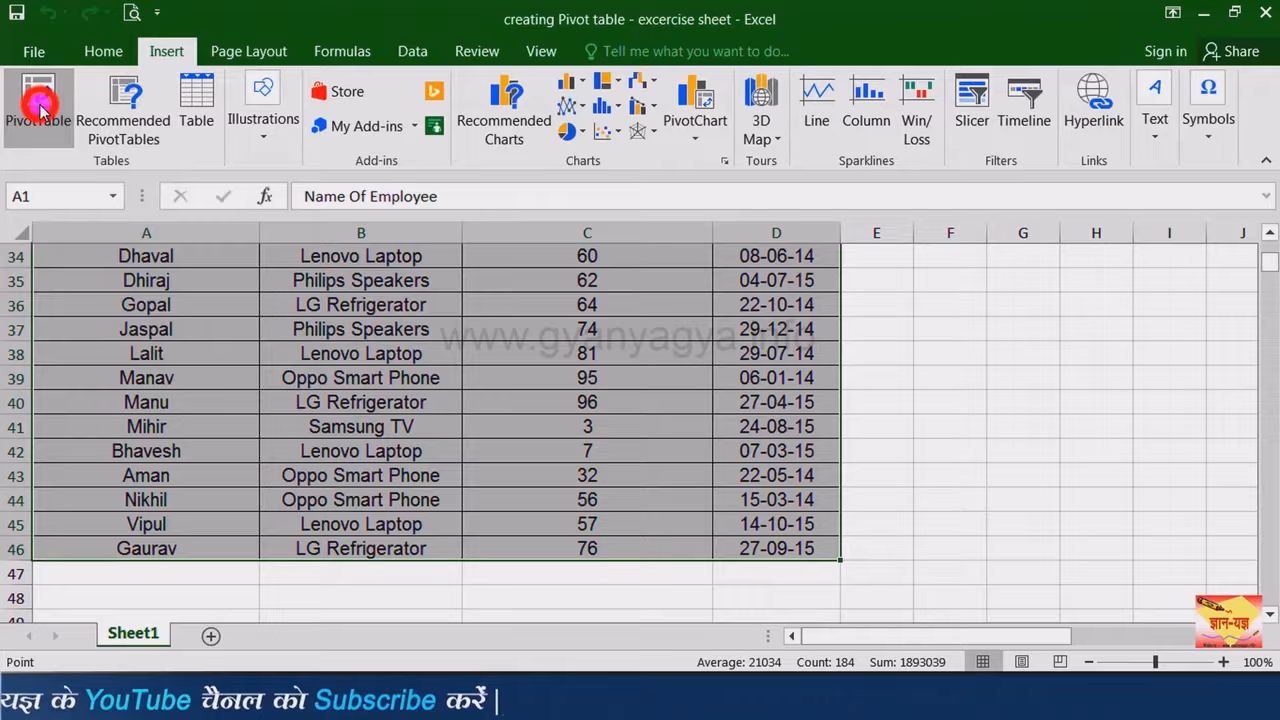 creating Pivot table - excercise sheet - Excel
File Home Insert Page Layout Formulas Data Review View Tell me what you want to do... Sign in Share
PivotTable
Recommended PivotTables
Table
Tables
Illustrations
Store
My Add-ins
Add-ins
Recommended Charts
PivotChart
Charts
3D Map
Tours
Line
Column
Win/Loss
Sparklines
Slicer
Timeline
Filters
Hyperlink
Links
Text
Symbols
A1 fx Name Of Employee
A B C D E F G H I J
34 Dhaval Lenovo Laptop 60 08-06-14
35 Dhiraj Philips Speakers 62 04-07-15
36 Gopal LG Refrigerator 64 22-10-14
37 Jaspal Philips Speakers 74 29-12-14
www.gyanyagya.info
38 Lalit Lenovo Laptop 81 29-07-14
39 Manav Oppo Smart Phone 95 06-01-14
40 Manu LG Refrigerator 96 27-04-15
41 Mihir Samsung TV 3 24-08-15
42 Bhavesh Lenovo Laptop 7 07-03-15
43 Aman Oppo Smart Phone 32 22-05-14
44 Nikhil Oppo Smart Phone 56 15-03-14
45 Vipul Lenovo Laptop 57 14-10-15
46 Gaurav LG Refrigerator 76 27-09-15
47
48
ज्ञान-यज्ञ
Sheet1
Point Average: 21034 Count: 184 Sum: 1893039 100%
यज्ञ के YouTube चैनल को Subscribe करें |